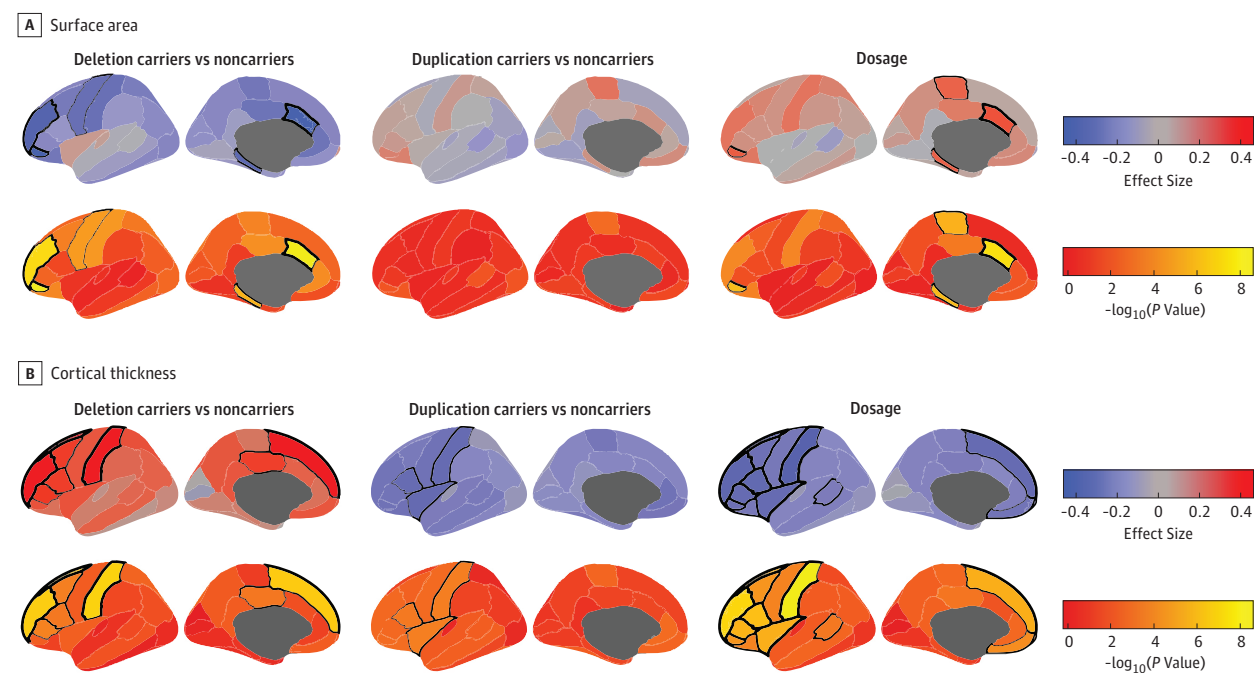 A Surface area
Deletion carriers vs noncarriers
Duplication carriers vs noncarriers
Dosage
–0.4 –0.2 0 0.2 0.4
Effect Size
0 2 4 6 8
–log10(P Value)
B Cortical thickness
Deletion carriers vs noncarriers
Duplication carriers vs noncarriers
Dosage
–0.4 –0.2 0 0.2 0.4
Effect Size
0 2 4 6 8
–log10(P Value)